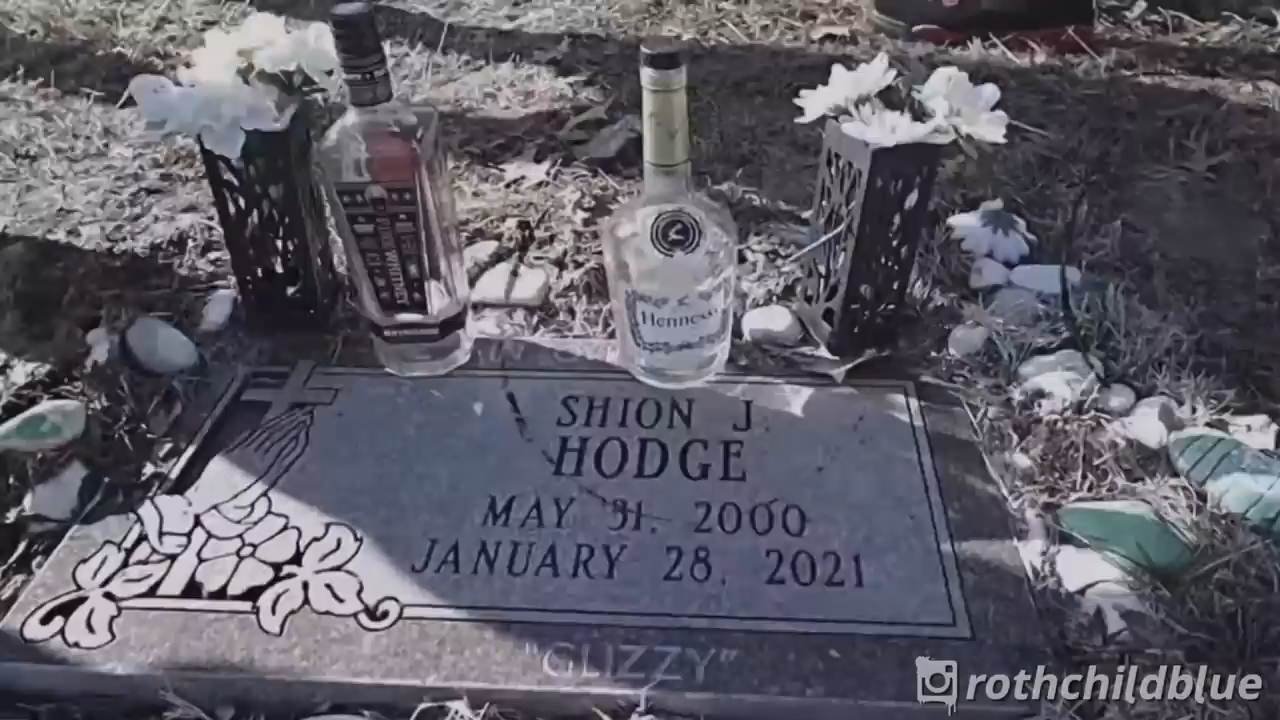 Hennessy
SHION J
HODGE
MAY 31, 2000
JANUARY 28, 2021
"GLIZZY"
rothchildblue